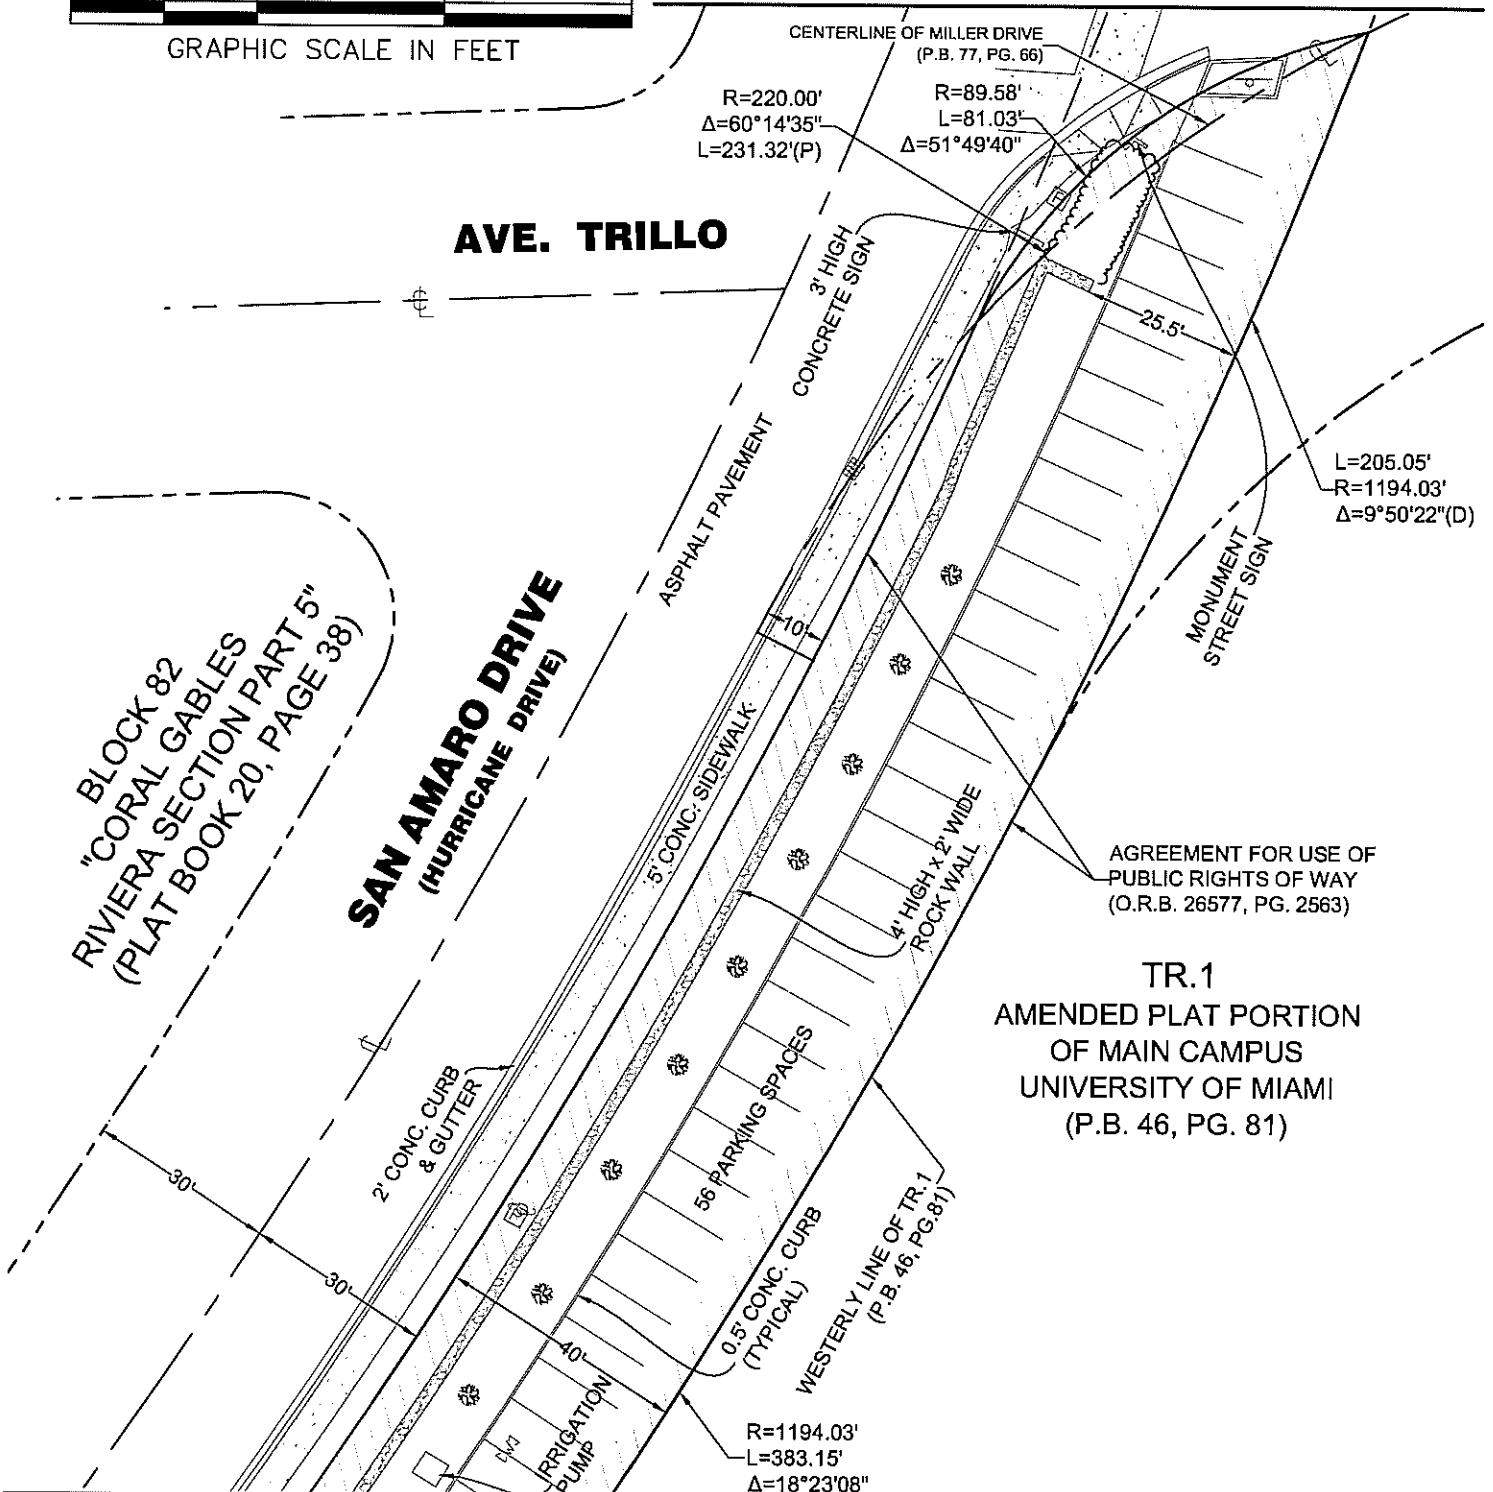 GRAPHIC SCALE IN FEET
CENTERLINE OF MILLER DRIVE
(P.B. 77, PG. 66)
R=220.00'
Δ=60°14'35"
L=231.32'(P)
R=89.58'
L=81.03'
Δ=51°49'40"
AVE. TRILLO
3' HIGH
CONCRETE SIGN
25.5'
ASPHALT PAVEMENT
L=205.05'
R=1194.03'
Δ=9°50'22"(D)
MONUMENT
STREET SIGN
BLOCK 82
"CORAL GABLES
RIVIERA SECTION PART 5"
(PLAT BOOK 20, PAGE 38)
SAN AMARO DRIVE
(HURRICANE DRIVE)
10'
5' CONC. SIDEWALK
4' HIGH x 2' WIDE
ROCK WALL
AGREEMENT FOR USE OF
PUBLIC RIGHTS OF WAY
(O.R.B. 26577, PG. 2563)
TR.1
AMENDED PLAT PORTION
OF MAIN CAMPUS
UNIVERSITY OF MIAMI
(P.B. 46, PG. 81)
2' CONC. CURB
& GUTTER
56 PARKING SPACES
30'
30'
40'
0.5' CONC. CURB
(TYPICAL)
WESTERLY LINE OF TR.1
(P.B. 46, PG.81)
IRRIGATION
PUMP
R=1194.03'
L=383.15'
Δ=18°23'08"